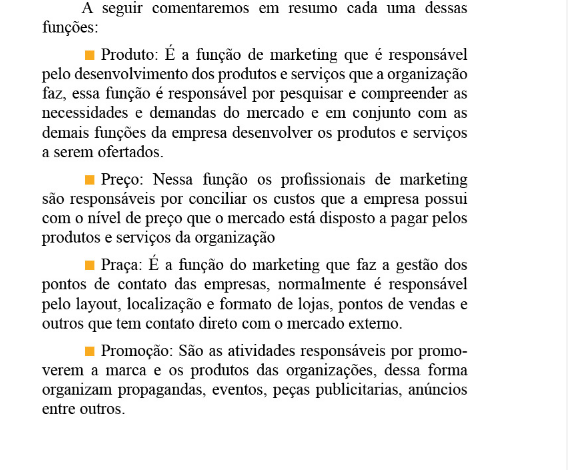 A seguir comentaremos em resumo cada uma dessas
funções:
■ Produto: É a função de marketing que é responsável
pelo desenvolvimento dos produtos e serviços que a organização
faz, essa função é responsável por pesquisar e compreender as
necessidades e demandas do mercado e em conjunto com as
demais funções da empresa desenvolver os produtos e serviços
a serem ofertados.
■ Preço: Nessa função os profissionais de marketing
são responsáveis por conciliar os custos que a empresa possui
com o nível de preço que o mercado está disposto a pagar pelos
produtos e serviços da organização
■ Praça: É a função do marketing que faz a gestão dos
pontos de contato das empresas, normalmente é responsável
pelo layout, localização e formato de lojas, pontos de vendas e
outros que tem contato direto com o mercado externo.
■ Promoção: São as atividades responsáveis por promo-
verem a marca e os produtos das organizações, dessa forma
organizam propagandas, eventos, peças publicitarias, anúncios
entre outros.